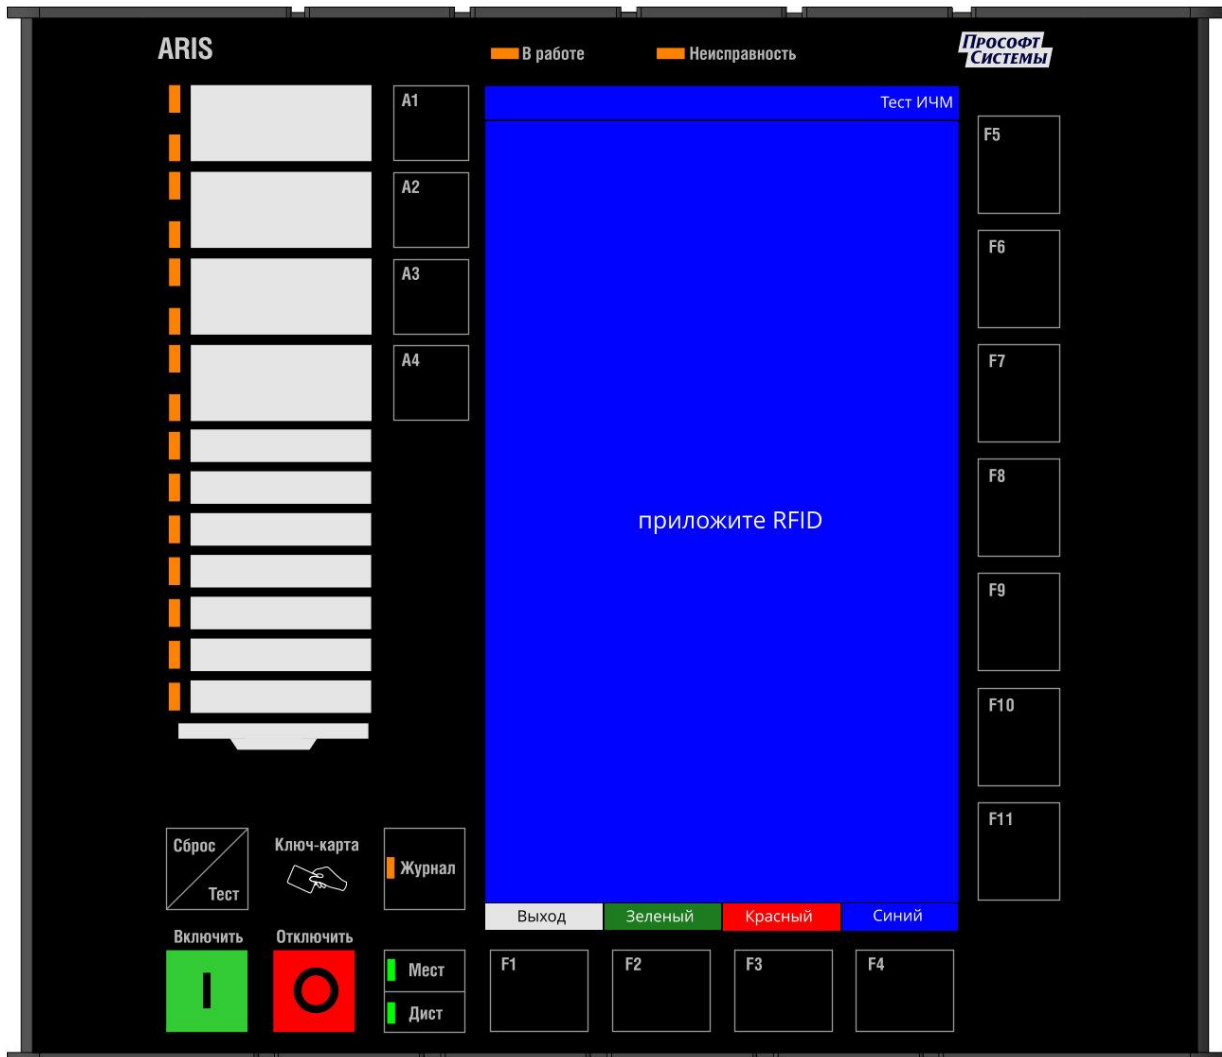 ARIS
В работе
Неисправность
Прософт
Системы
A1
A2
A3
A4
Тест ИЧМ
приложите RFID
F5
F6
F7
F8
F9
F10
F11
Сброс
Тест
Ключ-карта
Журнал
Выход
Зеленый
Красный
Синий
Включить
Отключить
Мест
Дист
F1
F2
F3
F4